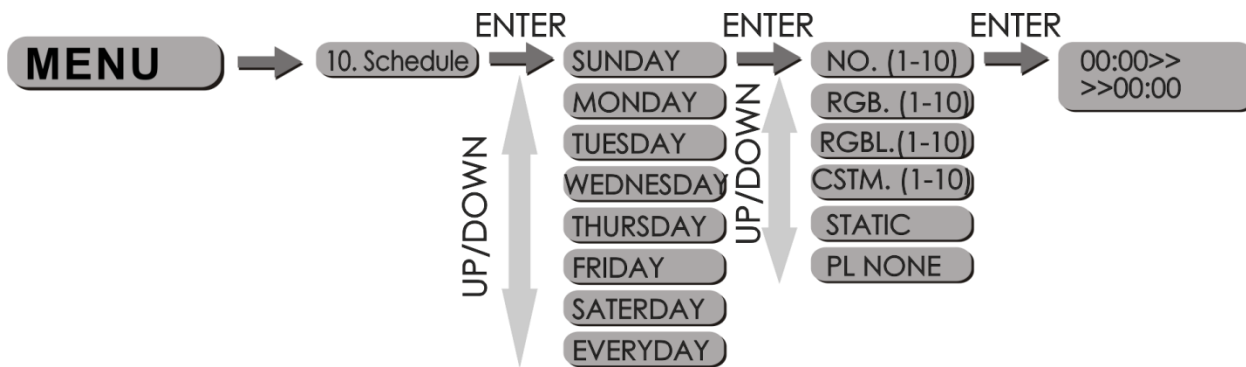 ENTER ENTER ENTER
MENU
10. Schedule
UP/DOWN
SUNDAY
MONDAY
TUESDAY
WEDNESDAY
THURSDAY
FRIDAY
SATERDAY
EVERYDAY
UP/DOWN
NO. (1-10)
RGB. (1-10)
RGBL.(1-10)
CSTM. (1-10)
STATIC
PL NONE
00:00>>
>>00:00